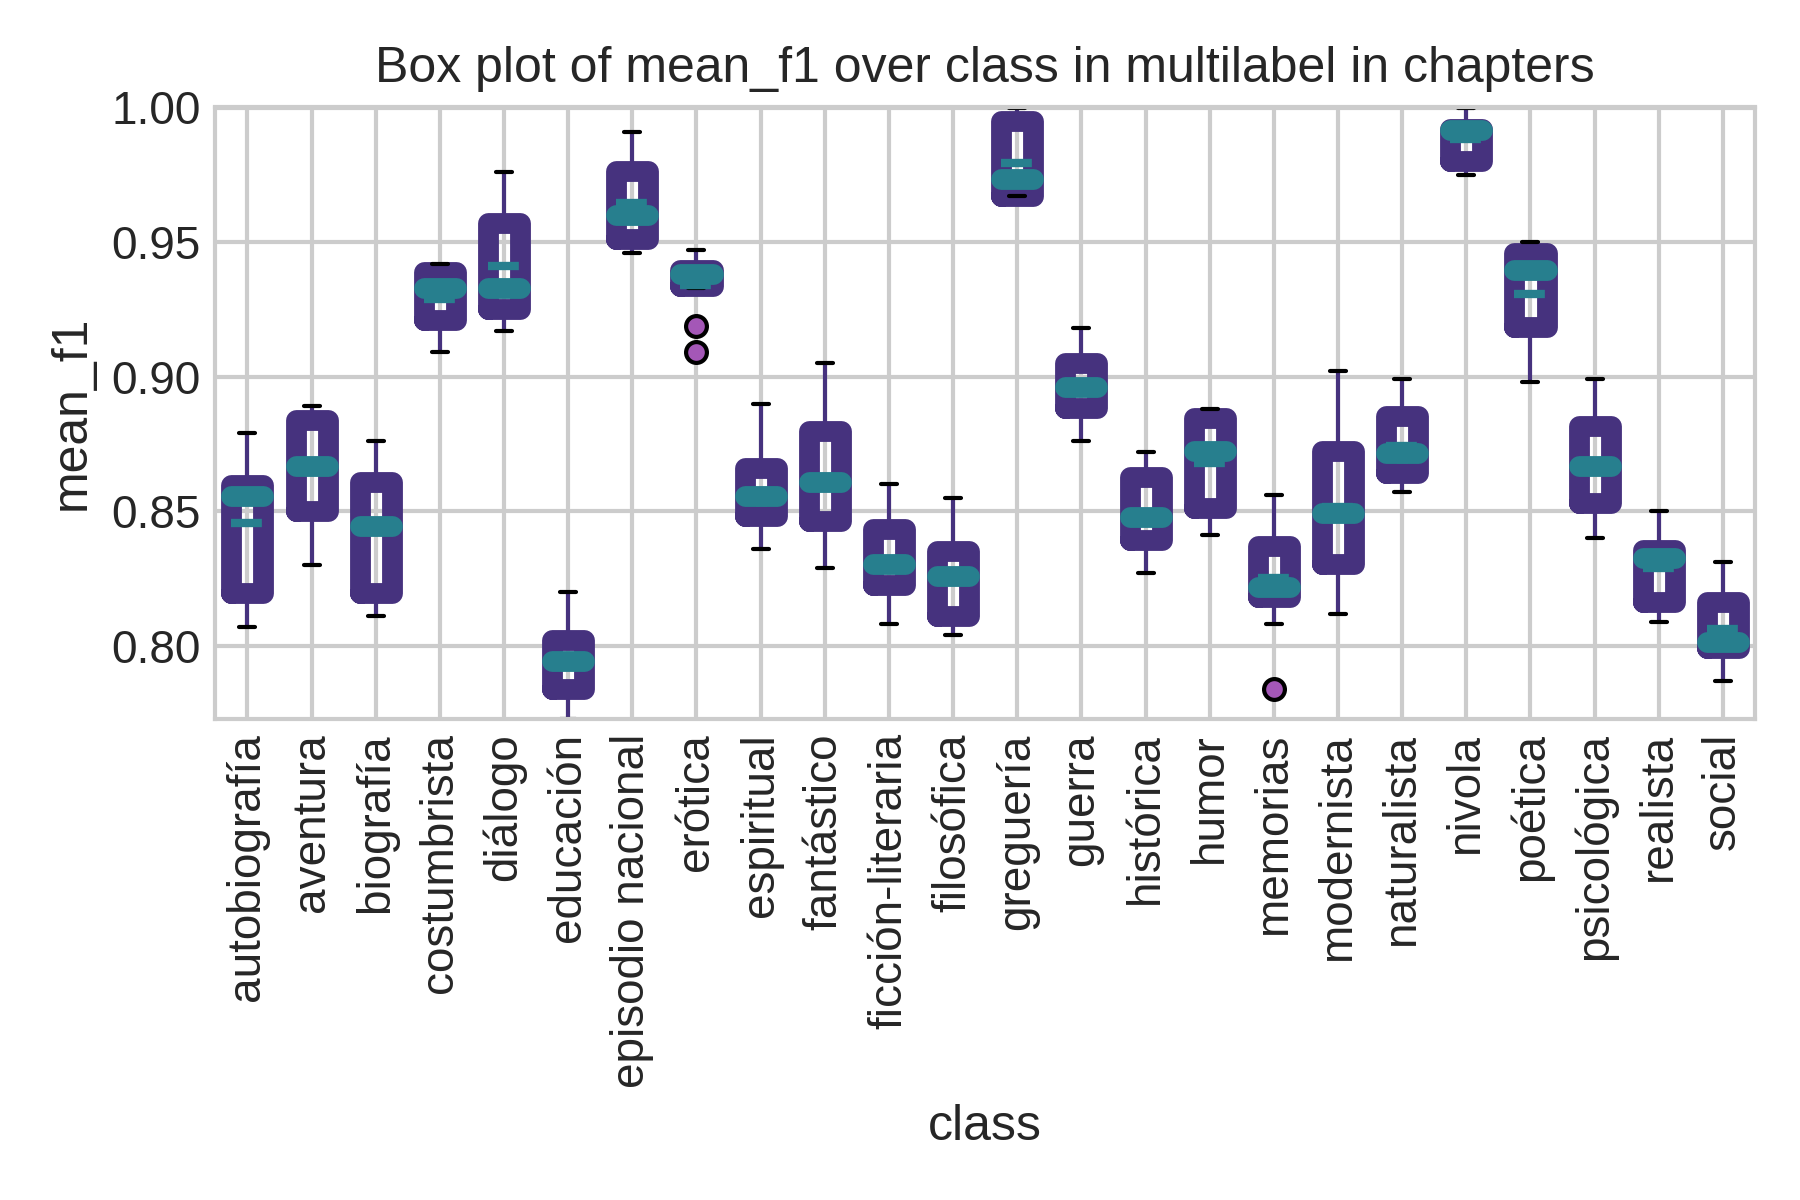 Box plot of mean_f1 over class in multilabel in chapters
mean_f1
1.00
0.95
0.90
0.85
0.80
autobiografía
aventura
biografía
costumbrista
diálogo
educación
episodio nacional
erótica
espiritual
fantástico
ficción-literaria
filosófica
greguería
guerra
histórica
humor
memorias
modernista
naturalista
nivola
poética
psicológica
realista
social
class